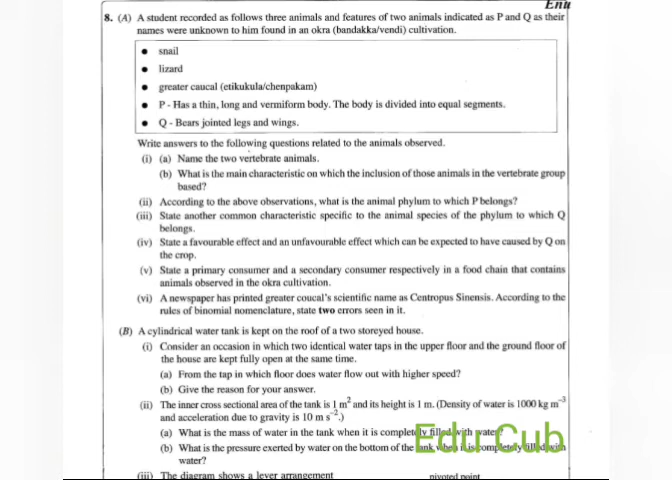 Enu
8. (A) A student recorded as follows three animals and features of two animals indicated as P and Q as their
names were unknown to him found in an okra (bandakka/vendi) cultivation.
• snail
• lizard
• greater caucal (etikukula/chenpakam)
• P - Has a thin, long and vermiform body. The body is divided into equal segments.
• Q - Bears jointed legs and wings.
Write answers to the following questions related to the animals observed.
(i) (a) Name the two vertebrate animals.
(b) What is the main characteristic on which the inclusion of those animals in the vertebrate group
based?
(ii) According to the above observations, what is the animal phylum to which P belongs?
(iii) State another common characteristic specific to the animal species of the phylum to which Q
belongs.
(iv) State a favourable effect and an unfavourable effect which can be expected to have caused by Q on
the crop.
(v) State a primary consumer and a secondary consumer respectively in a food chain that contains
animals observed in the okra cultivation.
(vi) A newspaper has printed greater coucal's scientific name as Centropus Sinensis. According to the
rules of binomial nomenclature, state two errors seen in it.
(B) A cylindrical water tank is kept on the roof of a two storeyed house.
(i) Consider an occasion in which two identical water taps in the upper floor and the ground floor of
the house are kept fully open at the same time.
(a) From the tap in which floor does water flow out with higher speed?
(b) Give the reason for your answer.
(ii) The inner cross sectional area of the tank is 1 m² and its height is 1 m. (Density of water is 1000 kg m⁻³
and acceleration due to gravity is 10 m s⁻².)
(a) What is the mass of water in the tank when it is completely filled with water?
(b) What is the pressure exerted by water on the bottom of the tank when it is completely filled with
water?
Edu Cub
(iii) The diagram shows a lever arrangement
pivoted point